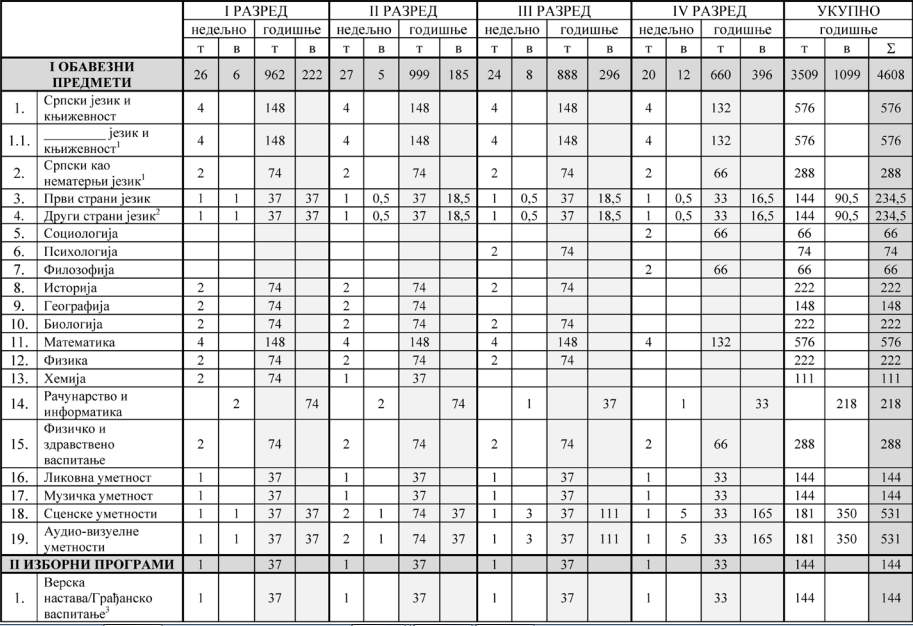 I РАЗРЕД II РАЗРЕД III РАЗРЕД IV РАЗРЕД УКУПНО
недељно годишње недељно годишње недељно годишње недељно годишње годишње
т в т в т в т в т в т в т в т в т в Σ
I ОБАВЕЗНИ
ПРЕДМЕТИ 26 6 962 222 27 5 999 185 24 8 888 296 20 12 660 396 3509 1099 4608
1. Српски језик и
књижевност 4 148 4 148 4 148 4 132 576 576
1.1. __________ језик и
књижевност¹ 4 148 4 148 4 148 4 132 576 576
2. Српски као
нематерњи језик¹ 2 74 2 74 2 74 2 66 288 288
3. Први страни језик 1 1 37 37 1 0,5 37 18,5 1 0,5 37 18,5 1 0,5 33 16,5 144 90,5 234,5
4. Други страни језик² 1 1 37 37 1 0,5 37 18,5 1 0,5 37 18,5 1 0,5 33 16,5 144 90,5 234,5
5. Социологија 2 66 66 66
6. Психологија 2 74 74 74
7. Филозофија 2 66 66 66
8. Историја 2 74 2 74 2 74 222 222
9. Географија 2 74 2 74 148 148
10. Биологија 2 74 2 74 2 74 222 222
11. Математика 4 148 4 148 4 148 4 132 576 576
12. Физика 2 74 2 74 2 74 222 222
13. Хемија 2 74 1 37 111 111
14. Рачунарство и
информатика 2 74 2 74 1 37 1 33 218 218
15. Физичко и
здравствено
васпитање 2 74 2 74 2 74 2 66 288 288
16. Ликовна уметност 1 37 1 37 1 37 1 33 144 144
17. Музичка уметност 1 37 1 37 1 37 1 33 144 144
18. Сценске уметности 1 1 37 37 2 1 74 37 1 3 37 111 1 5 33 165 181 350 531
19. Аудио-визуелне
уметности 1 1 37 37 2 1 74 37 1 3 37 111 1 5 33 165 181 350 531
II ИЗБОРНИ ПРОГРАМИ 1 37 1 37 1 37 1 33 144 144
1. Верска
настава/Грађанско
васпитање³ 1 37 1 37 1 37 1 33 144 144